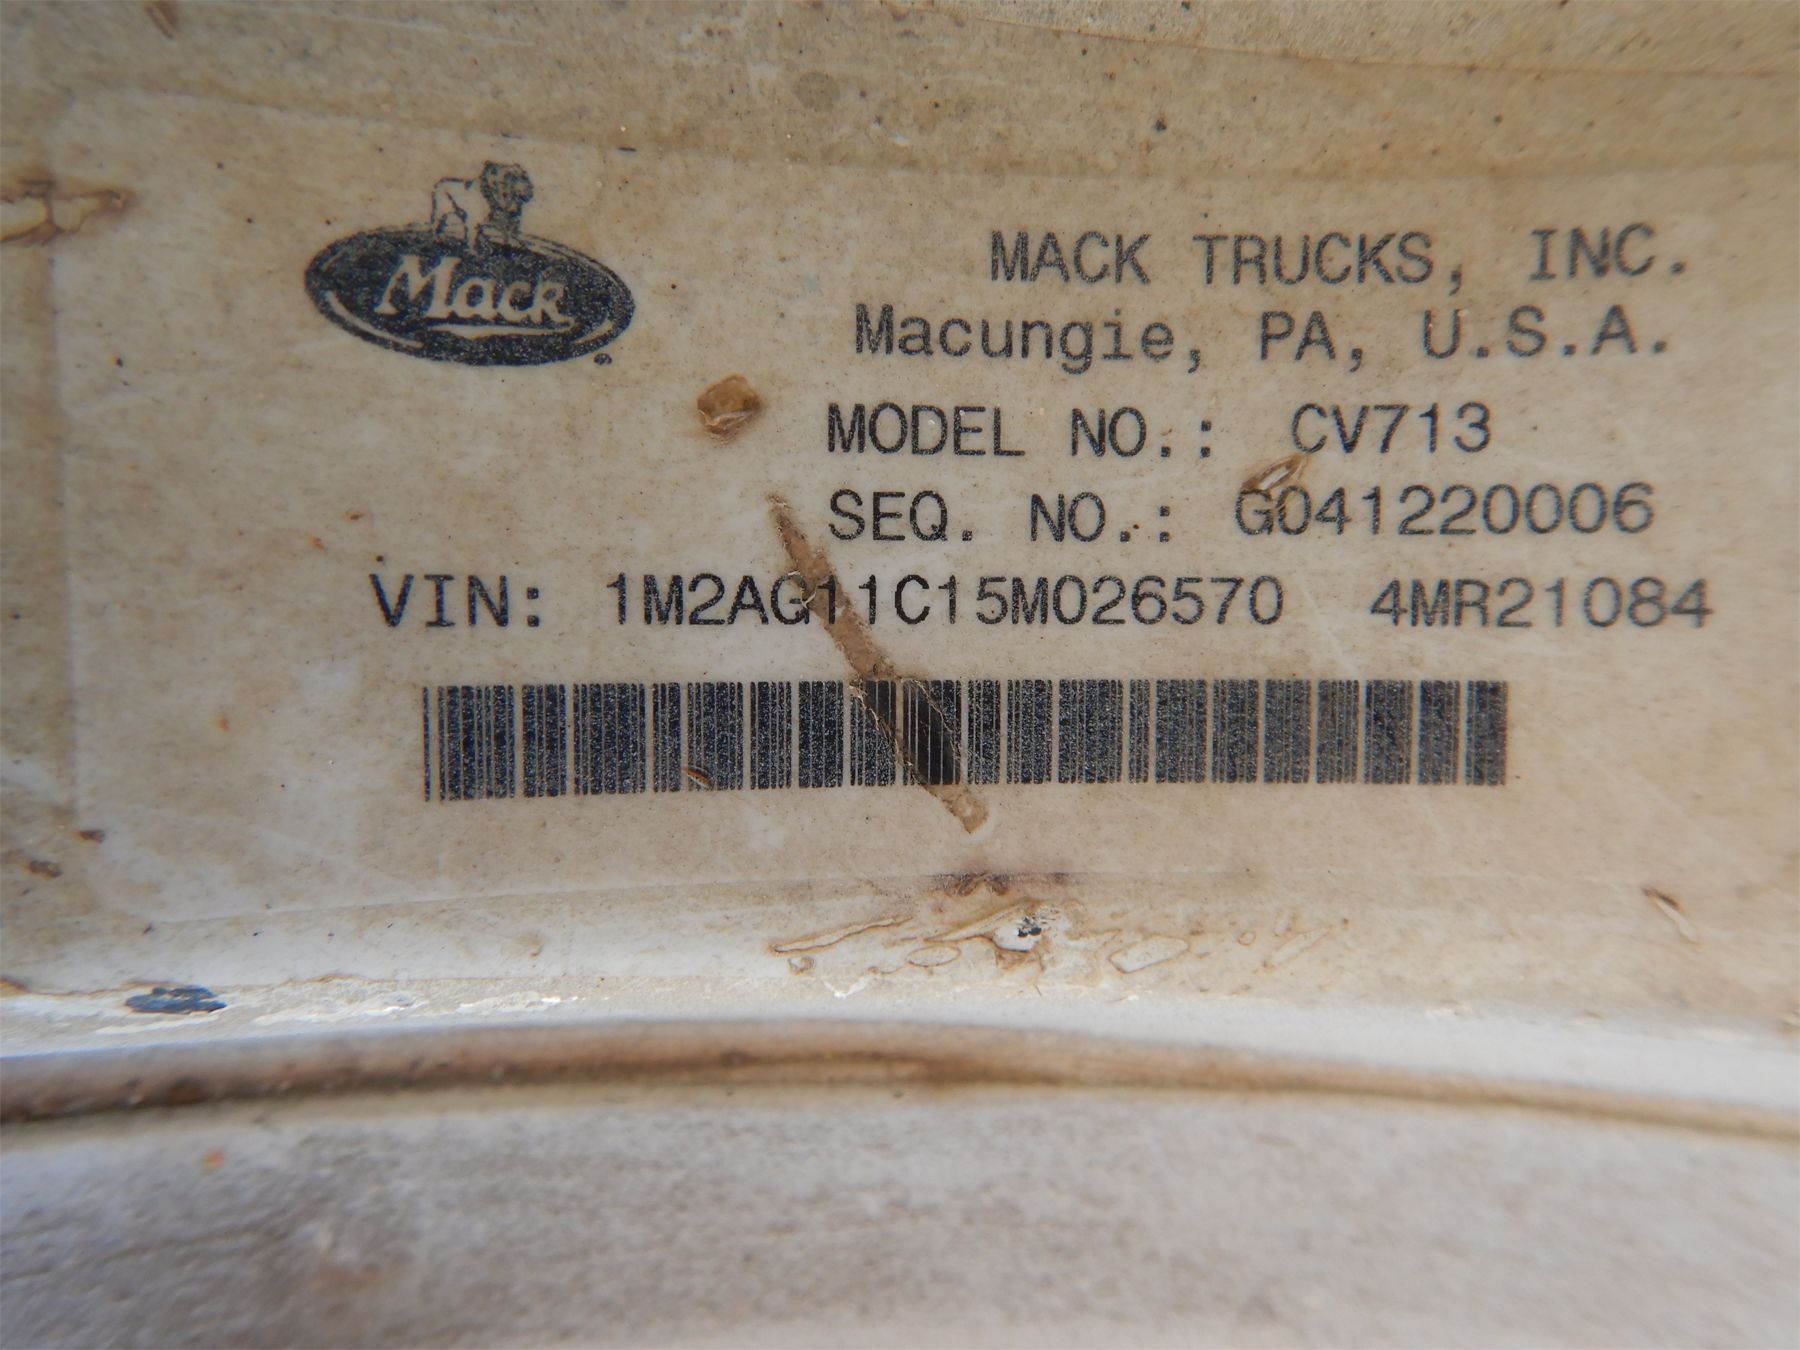 Mack
MACK TRUCKS, INC.
Macungie, PA, U.S.A.
MODEL NO.: CV713
SEQ. NO.: G041220006
VIN: 1M2AG11C15M026570 4MR21084